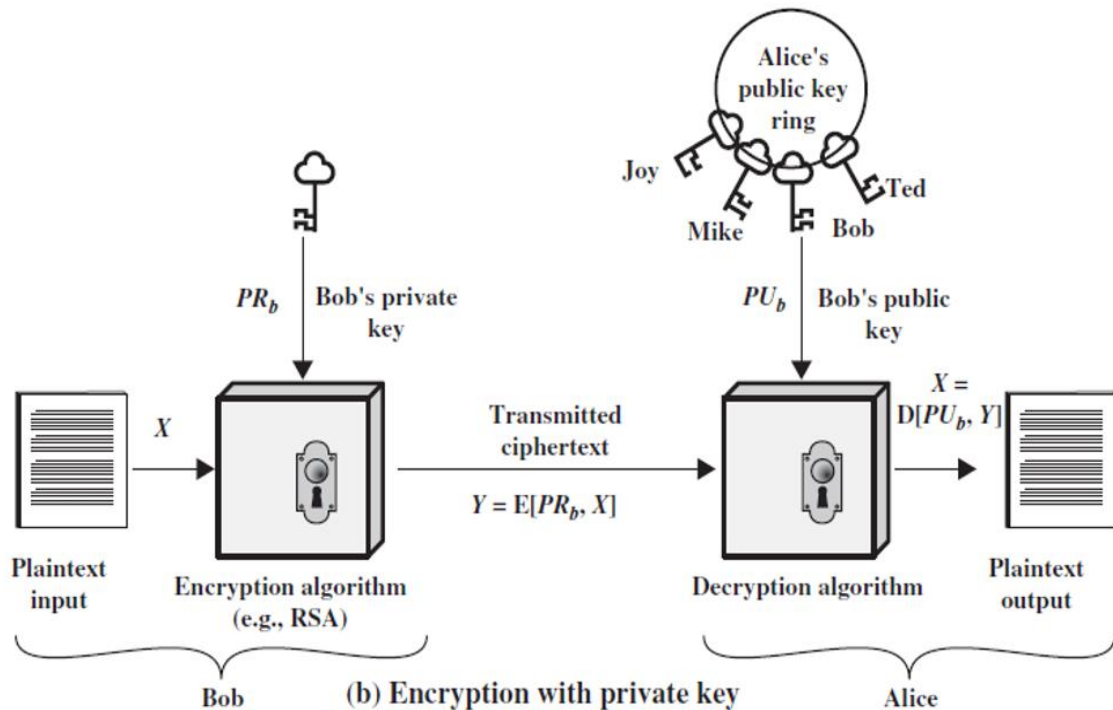 Alice's
public key
ring
Joy
Ted
Mike
Bob
PR_b
Bob's private
key
PU_b
Bob's public
key
X
Transmitted
ciphertext
X =
D[PU_b, Y]
Y = E[PR_b, X]
Plaintext
input
Encryption algorithm
(e.g., RSA)
Decryption algorithm
Plaintext
output
Bob
(b) Encryption with private key
Alice